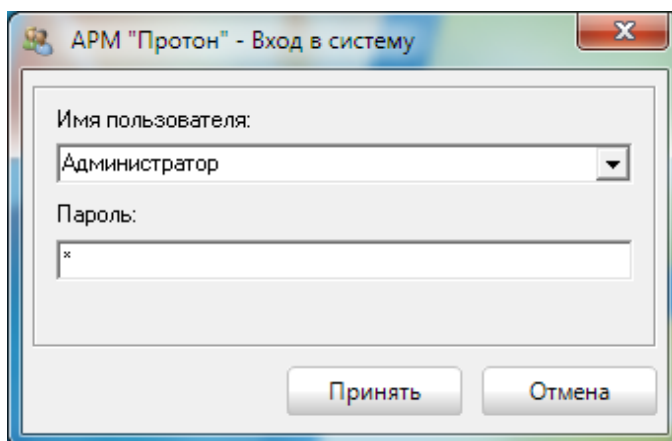 АРМ "Протон" - Вход в систему
Имя пользователя:
Администратор
Пароль:
*
Принять Отмена